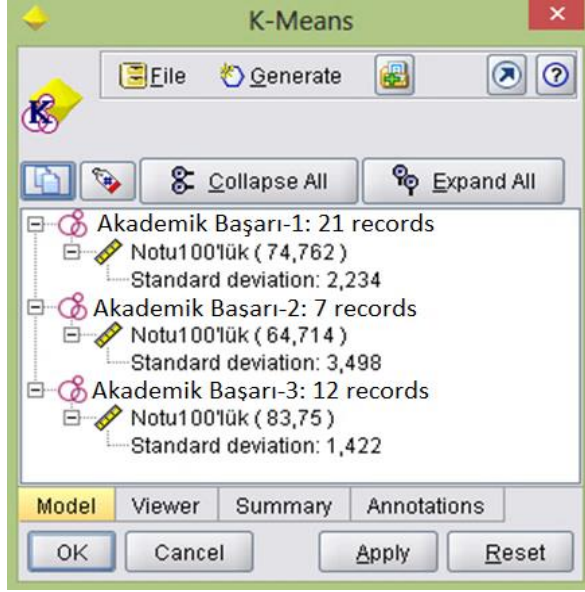 K-Means
File Generate
K
Collapse All Expand All
Akademik Başarı-1: 21 records
Notu100'lük ( 74,762 )
Standard deviation: 2,234
Akademik Başarı-2: 7 records
Notu100'lük ( 64,714 )
Standard deviation: 3,498
Akademik Başarı-3: 12 records
Notu100'lük ( 83,75 )
Standard deviation: 1,422
Model Viewer Summary Annotations
OK Cancel Apply Reset